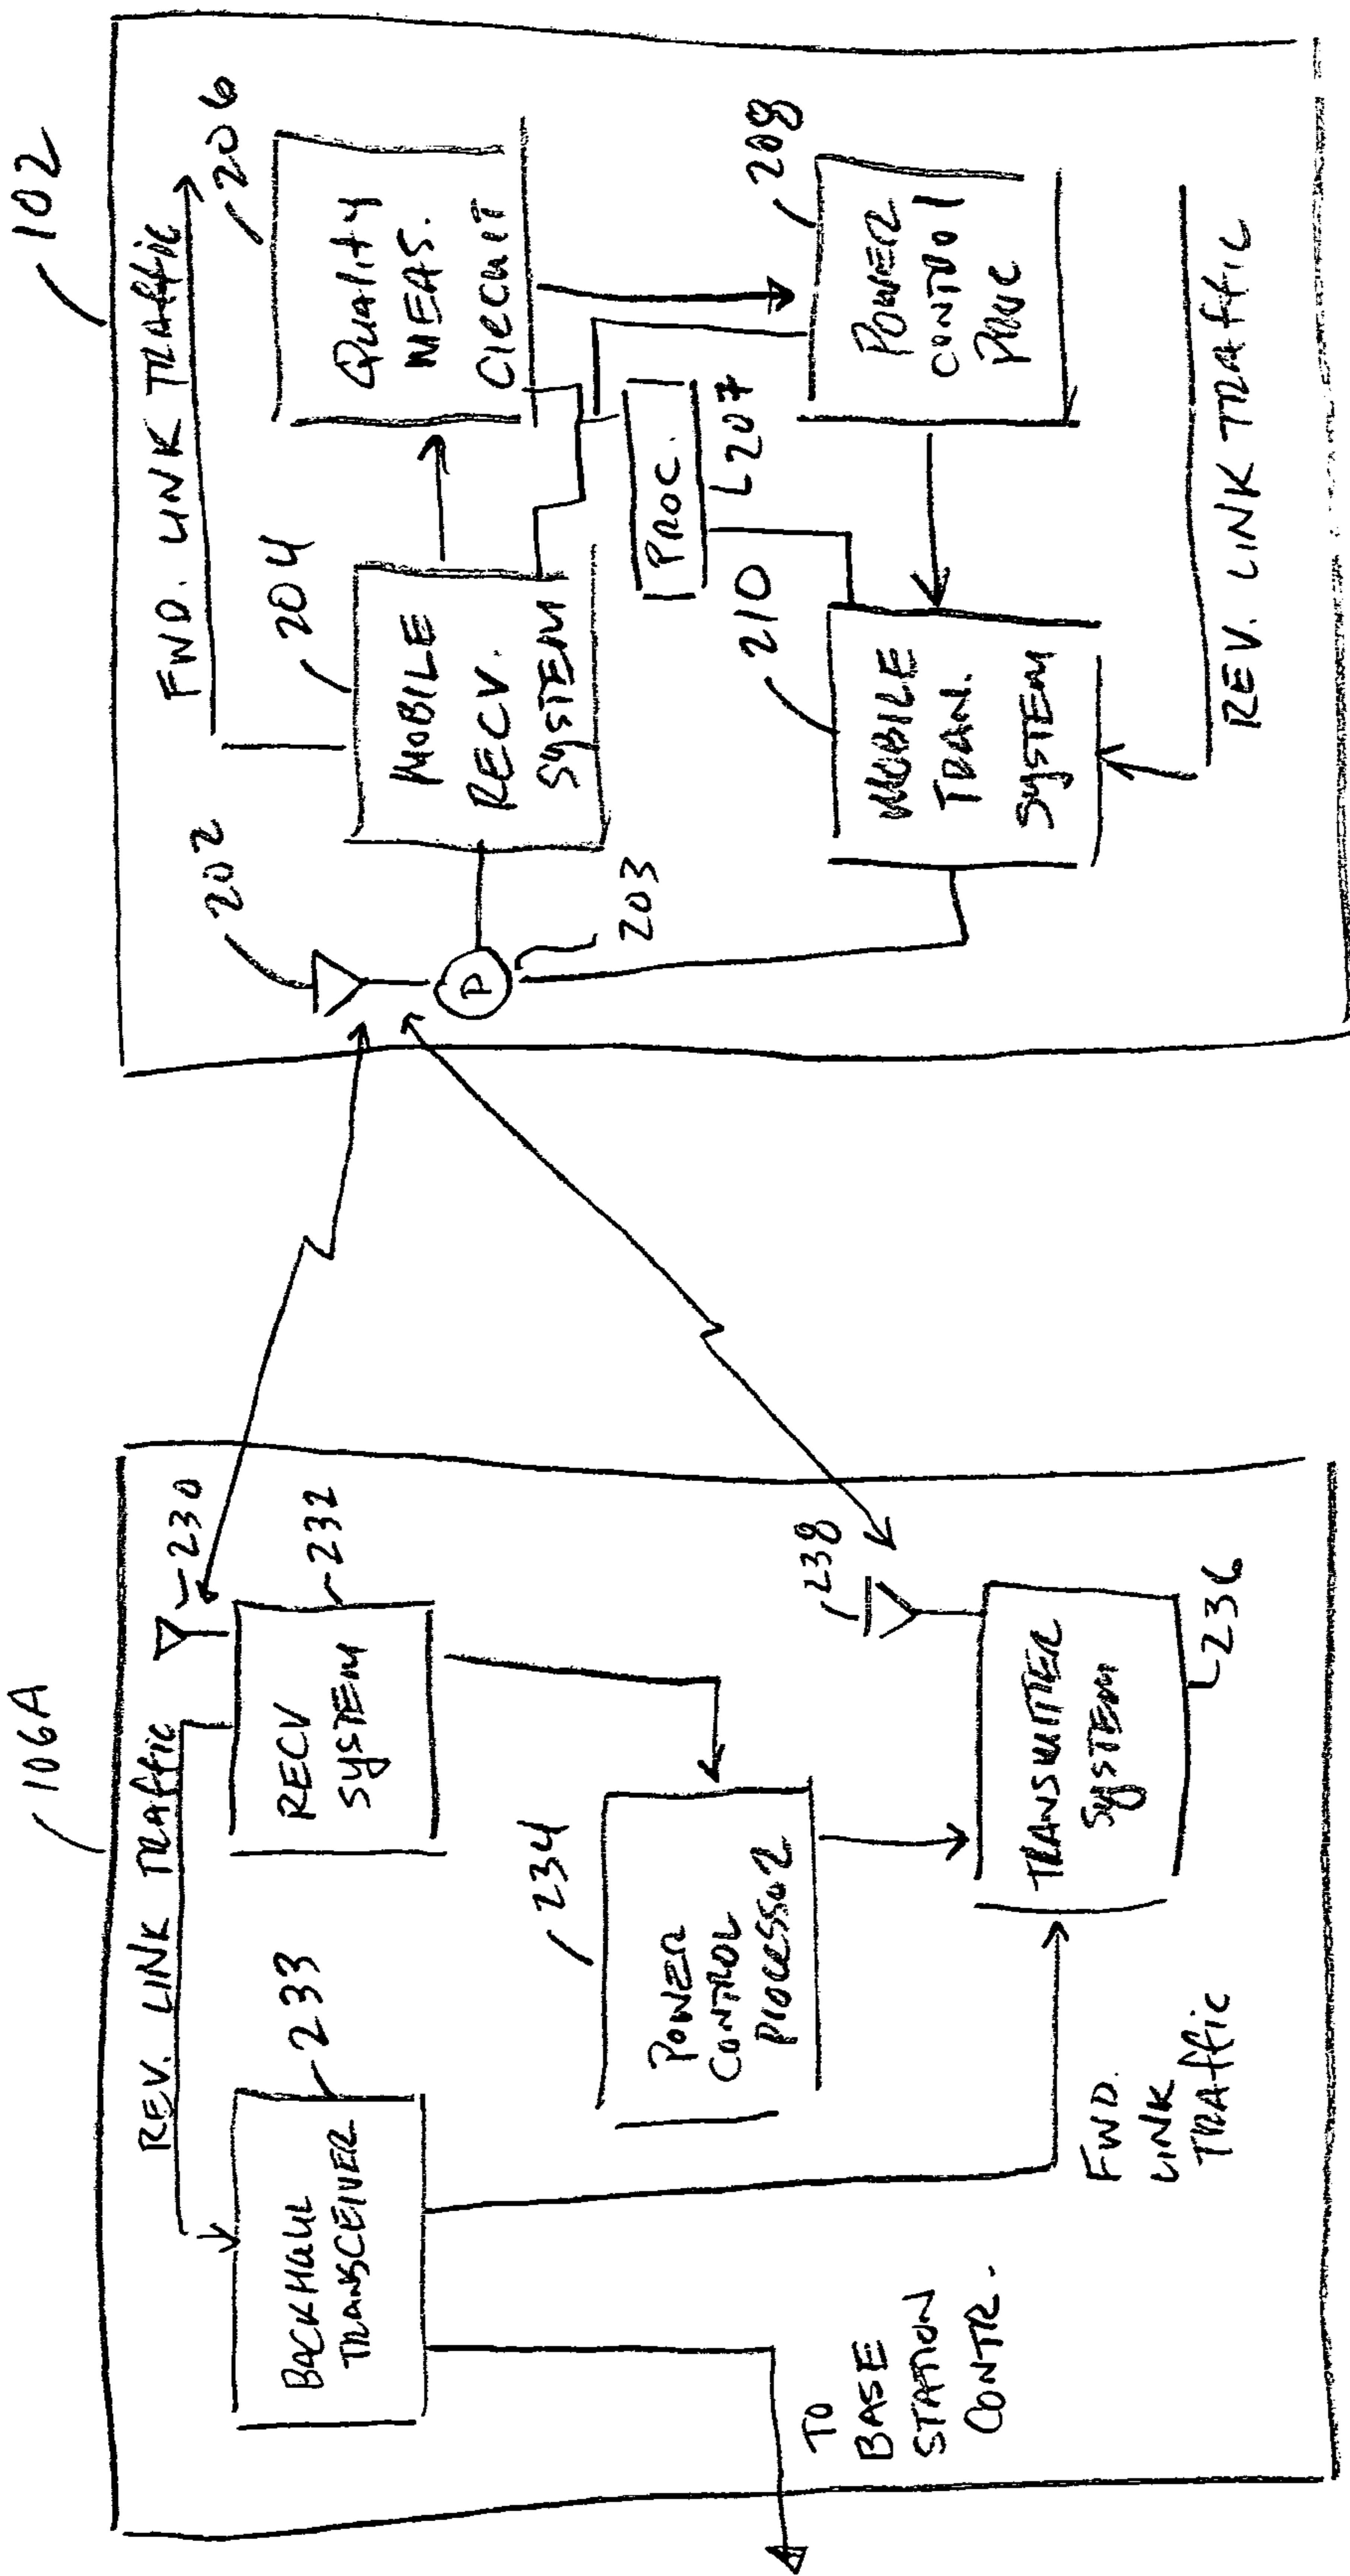 106A
REV. LINK TRAffic
230
BACKHAUL
TRANSCEIVER
233
RECV
SYSTEM
232
234
POWER
CONTROL
PROCESSOR
238
TRANSMITTER
SYSTEM
236
TO
BASE
STATION
CONTR.
FWD.
LINK
TRAffic
102
FWD. LINK TRAffic
202
204
206
MOBILE
RECV.
SYSTEM
Quality
MEAS.
CIRCUIT
D
203
PROC.
207
210
208
MOBILE
TRAN.
SYSTEM
POWER
CONTROl
PROC
REV. LINK TRAffic